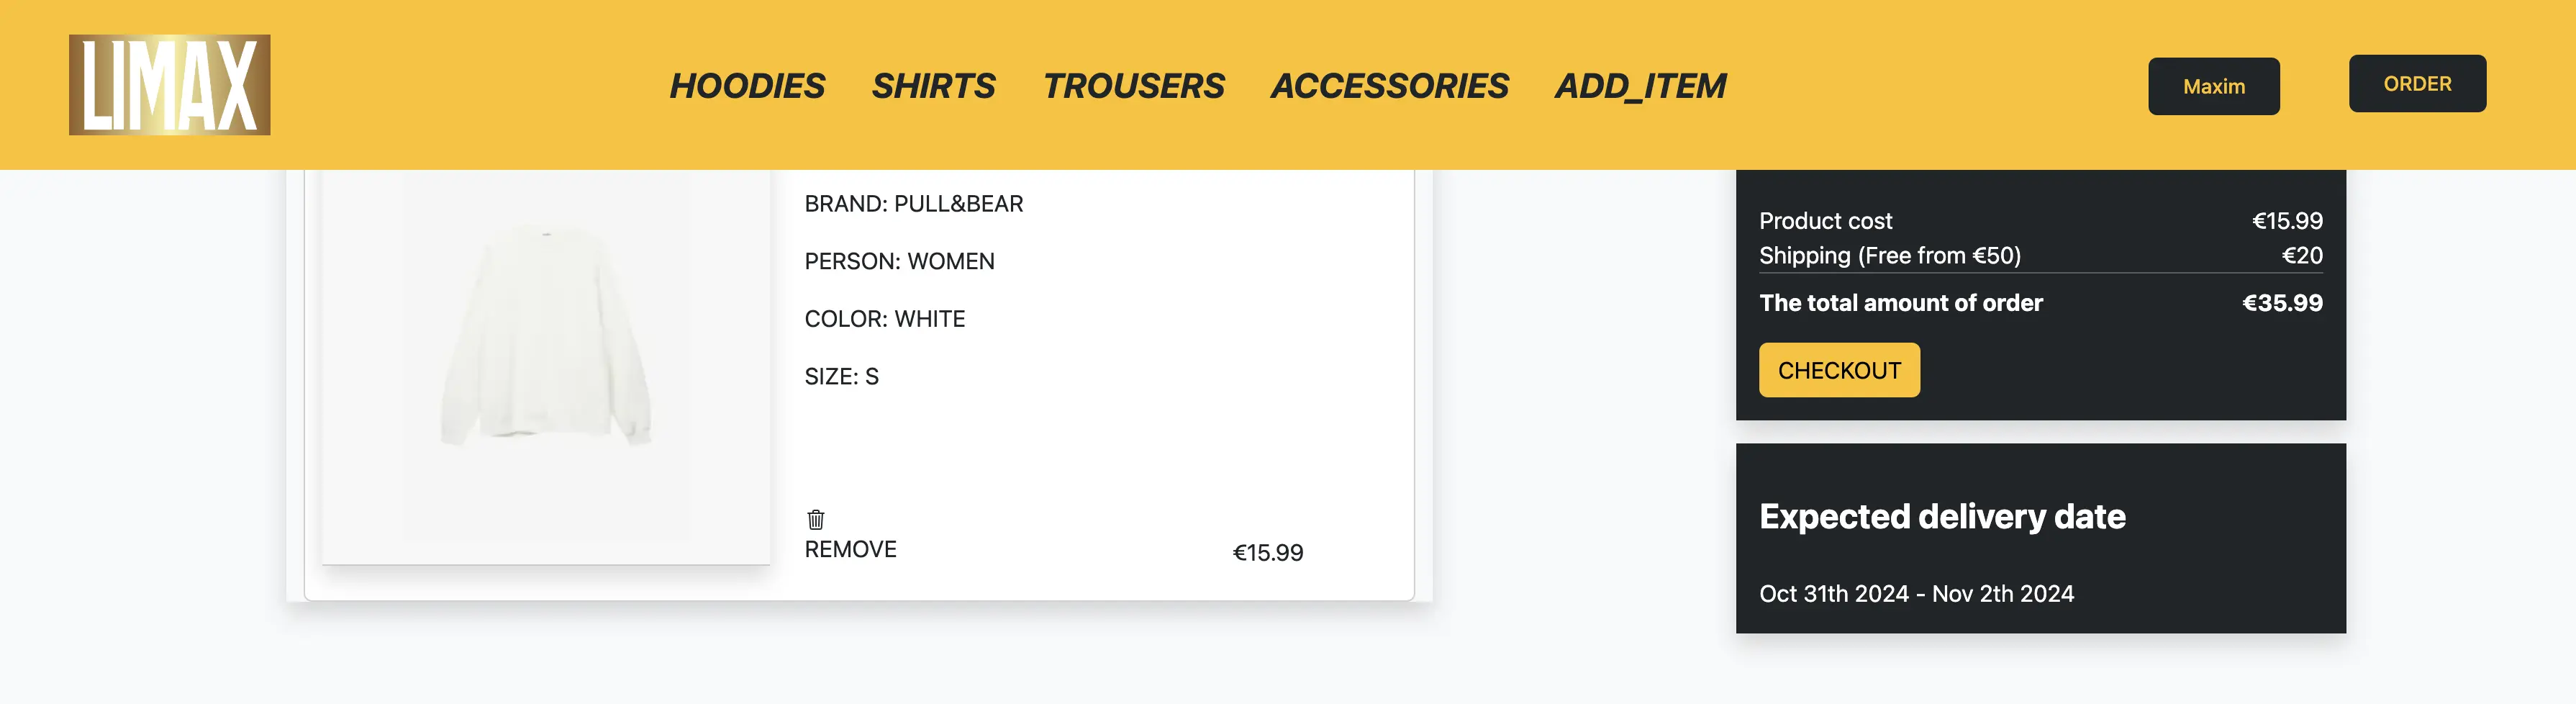 LIMAX
HOODIES SHIRTS TROUSERS ACCESSORIES ADD_ITEM
Maxim
ORDER
BRAND: PULL&BEAR
PERSON: WOMEN
COLOR: WHITE
SIZE: S
REMOVE
€15.99
Product cost €15.99
Shipping (Free from €50) €20
The total amount of order €35.99
CHECKOUT
Expected delivery date
Oct 31th 2024 - Nov 2th 2024